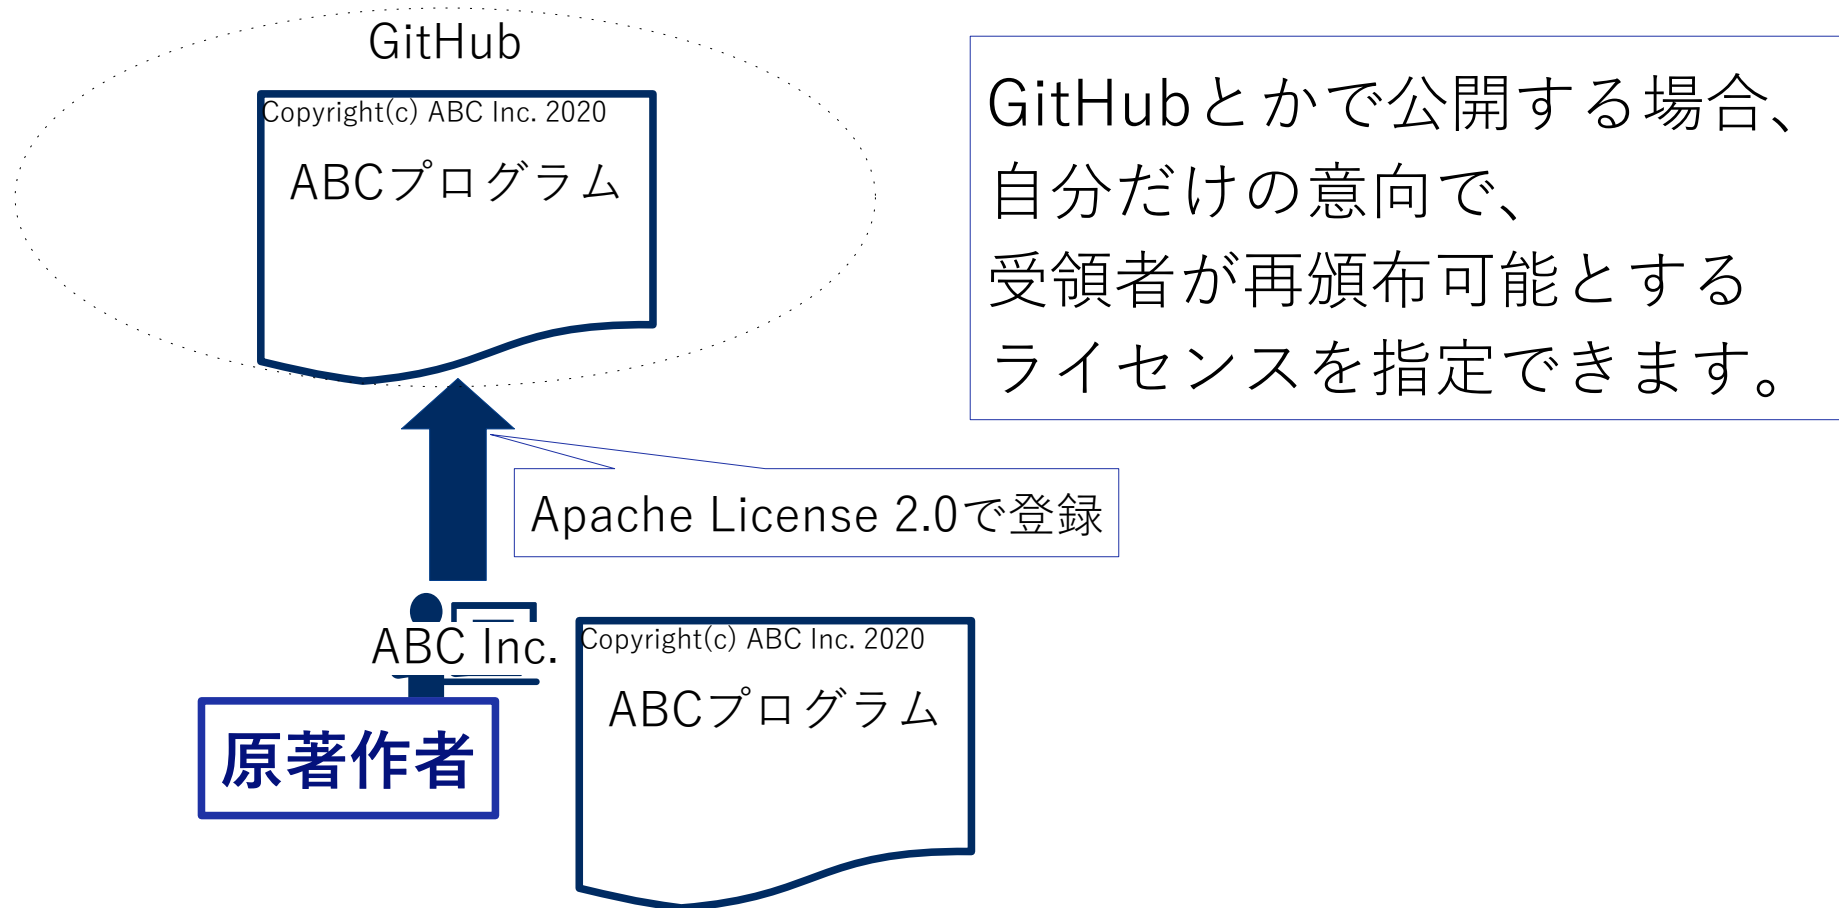 GitHub
Copyright(c) ABC Inc. 2020
ABCプログラム
GitHubとかで公開する場合、
自分だけの意向で、
受領者が再頒布可能とする
ライセンスを指定できます。
Apache License 2.0で登録
ABC Inc.
原著作者
Copyright(c) ABC Inc. 2020
ABCプログラム